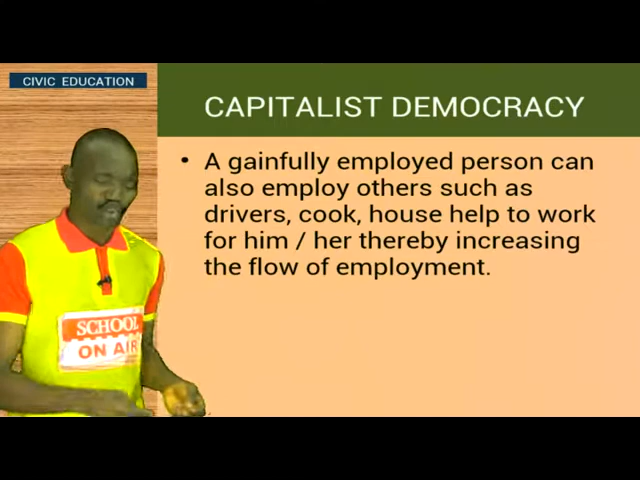 CIVIC EDUCATION
CAPITALIST DEMOCRACY
• A gainfully employed person can
also employ others such as
drivers, cook, house help to work
for him / her thereby increasing
the flow of employment.
SCHOOL
ON AIR